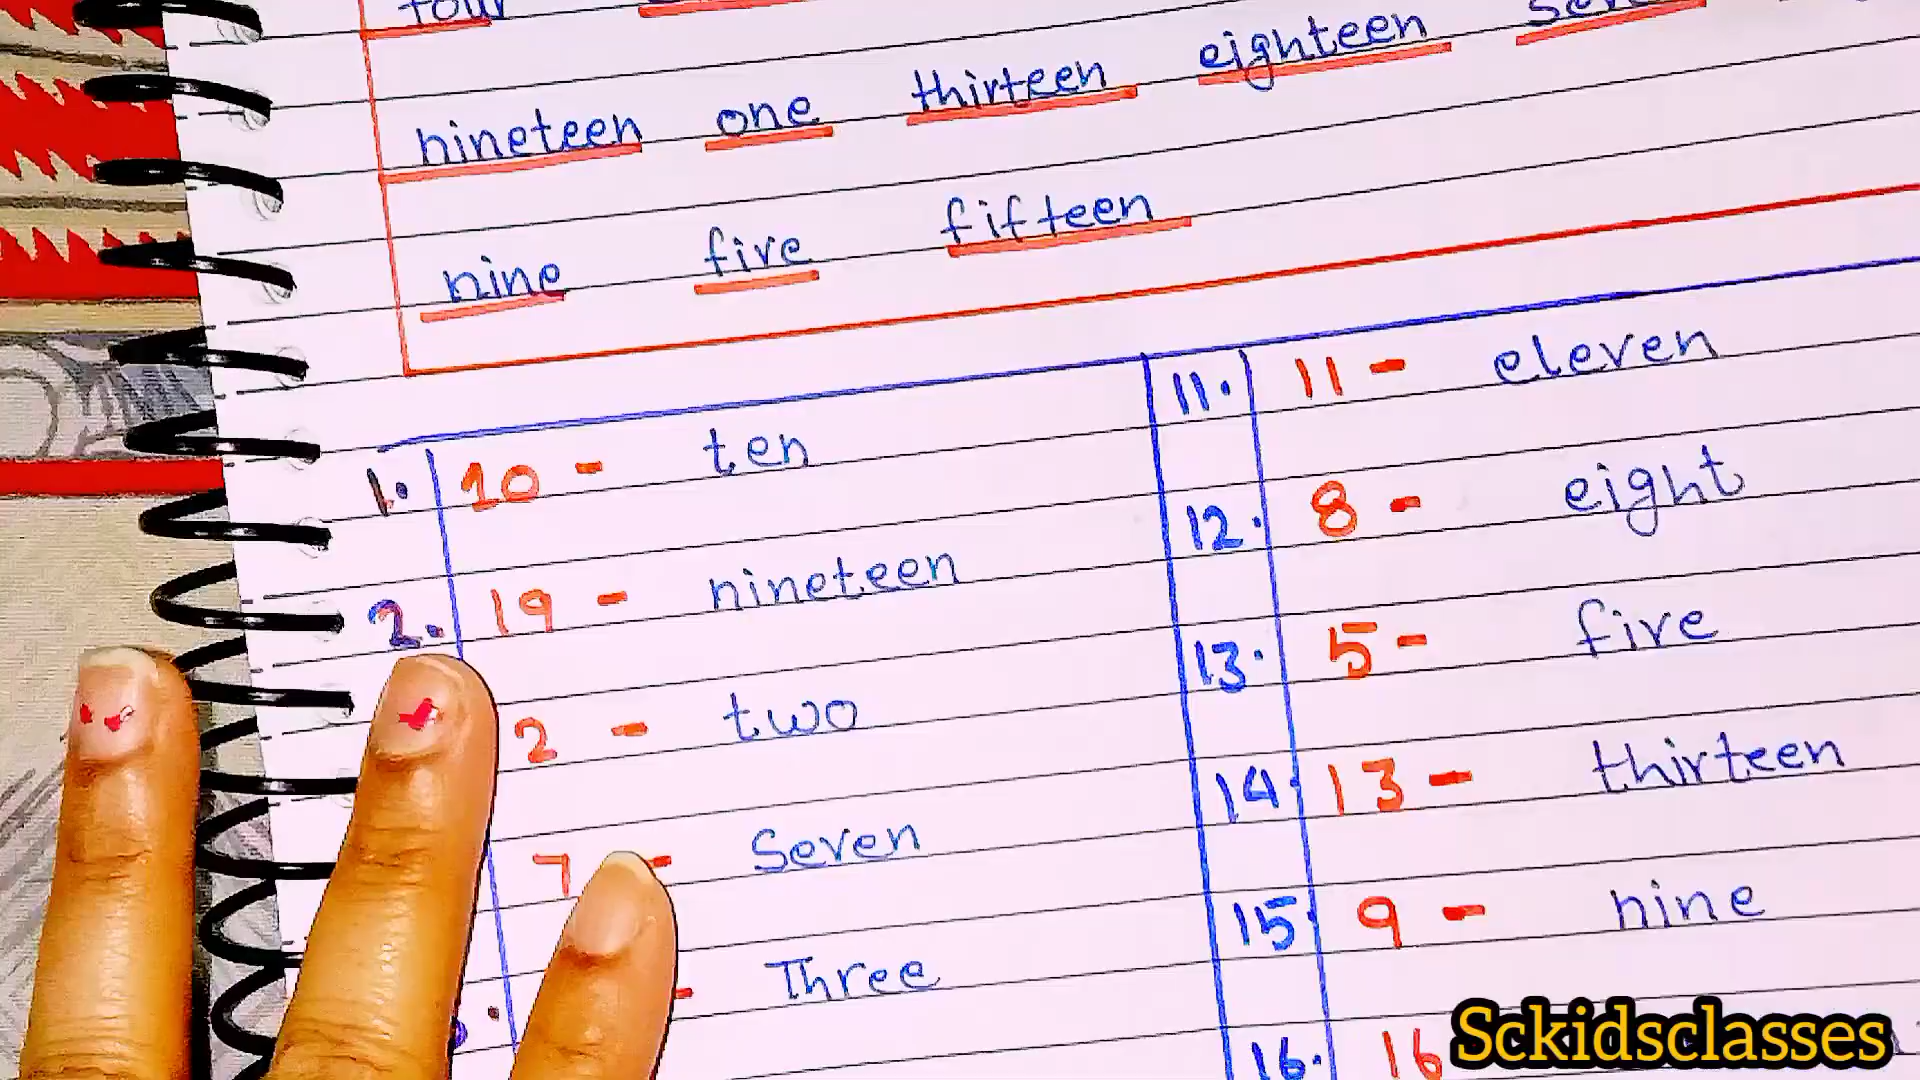 four
nineteen one thirteen eighteen
nine five fifteen
1. 10 - ten
2. 19 - nineteen
2 - two
7 - Seven
- Three
11. 11 - eleven
12. 8 - eight
13. 5 - five
14. 13 - thirteen
15. 9 - nine
16. 16
Sckidsclasses